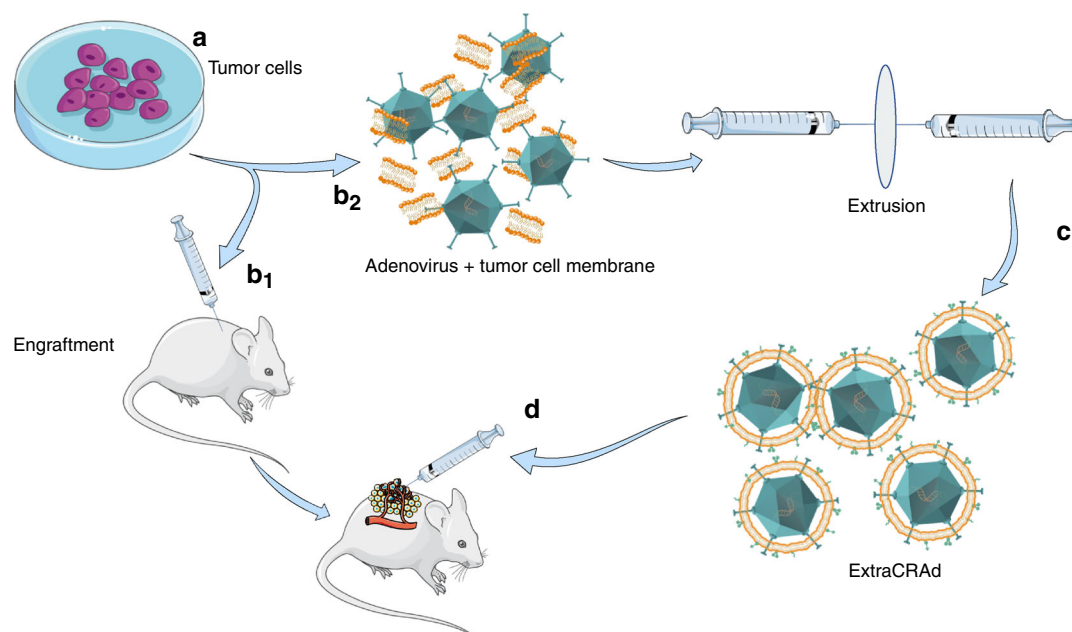 a
Tumor cells
b2
Adenovirus + tumor cell membrane
Extrusion
c
b1
Engraftment
d
ExtraCRAd